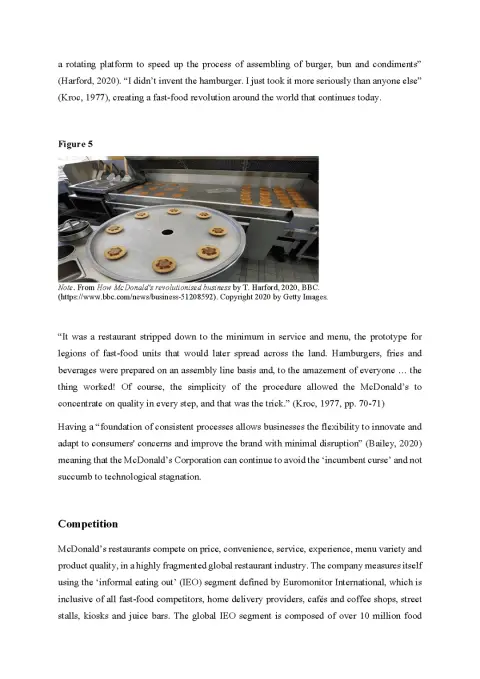 a rotating platform to speed up the process of assembling of burger, bun and condiments”
(Harford, 2020). “I didn’t invent the hamburger. I just took it more seriously than anyone else”
(Kroc, 1977), creating a fast-food revolution around the world that continues today.
Figure 5
Note. From How McDonald's revolutionised business by T. Harford, 2020, BBC.
(https://www.bbc.com/news/business-51208592). Copyright 2020 by Getty Images.
“It was a restaurant stripped down to the minimum in service and menu, the prototype for
legions of fast-food units that would later spread across the land. Hamburgers, fries and
beverages were prepared on an assembly line basis and, to the amazement of everyone … the
thing worked! Of course, the simplicity of the procedure allowed the McDonald’s to
concentrate on quality in every step, and that was the trick.” (Kroc, 1977, pp. 70-71)
Having a “foundation of consistent processes allows businesses the flexibility to innovate and
adapt to consumers' concerns and improve the brand with minimal disruption” (Bailey, 2020)
meaning that the McDonald’s Corporation can continue to avoid the ‘incumbent curse’ and not
succumb to technological stagnation.
Competition
McDonald’s restaurants compete on price, convenience, service, experience, menu variety and
product quality, in a highly fragmented global restaurant industry. The company measures itself
using the ‘informal eating out’ (IEO) segment defined by Euromonitor International, which is
inclusive of all fast-food competitors, home delivery providers, cafés and coffee shops, street
stalls, kiosks and juice bars. The global IEO segment is composed of over 10 million food